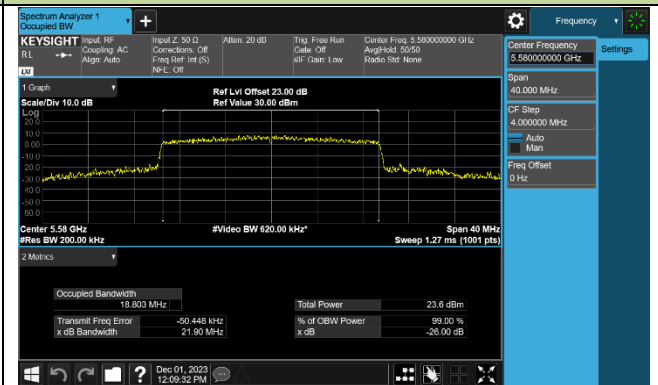 Spectrum Analyzer 1
Occupied BW
Frequency
KEYSIGHT Input: RF
RL Coupling: AC
Align: Auto
LXI
Input Z: 50 Ω
Corrections: Off
Freq Ref: Int (S)
NFE: Off
Atten: 20 dB
Trig: Free Run
Gate: Off
#IF Gain: Low
Center Freq: 5.580000000 GHz
Avg|Hold: 50/50
Radio Std: None
Center Frequency
5.580000000 GHz
Settings
Span
40.000 MHz
CF Step
4.000000 MHz
Auto
Man
Freq Offset
0 Hz
1 Graph
Scale/Div 10.0 dB
Ref Lvl Offset 23.00 dB
Ref Value 30.00 dBm
Log
20.0
10.0
0.00
-10.0
-20.0
-30.0
-40.0
-50.0
-60.0
Center 5.58 GHz
#Video BW 620.00 kHz*
Span 40 MHz
#Res BW 200.00 kHz
Sweep 1.27 ms (1001 pts)
2 Metrics
Occupied Bandwidth
18.803 MHz
Total Power 23.6 dBm
Transmit Freq Error -50.448 kHz
% of OBW Power 99.00 %
x dB Bandwidth 21.90 MHz
x dB -26.00 dB
?
Dec 01, 2023
12:09:32 PM